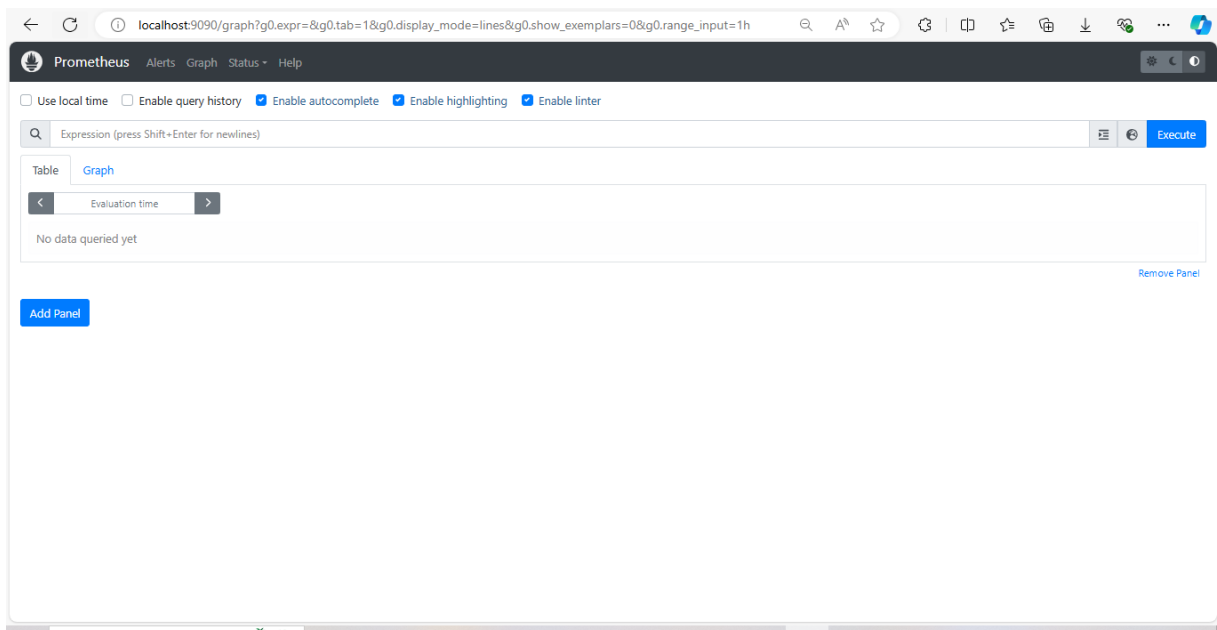 localhost:9090/graph?g0.expr=&g0.tab=1&g0.display_mode=lines&g0.show_exemplars=0&g0.range_input=1h
Prometheus Alerts Graph Status Help
Use local time Enable query history Enable autocomplete Enable highlighting Enable linter
Expression (press Shift+Enter for newlines) Execute
Table Graph
Evaluation time
No data queried yet
Remove Panel
Add Panel